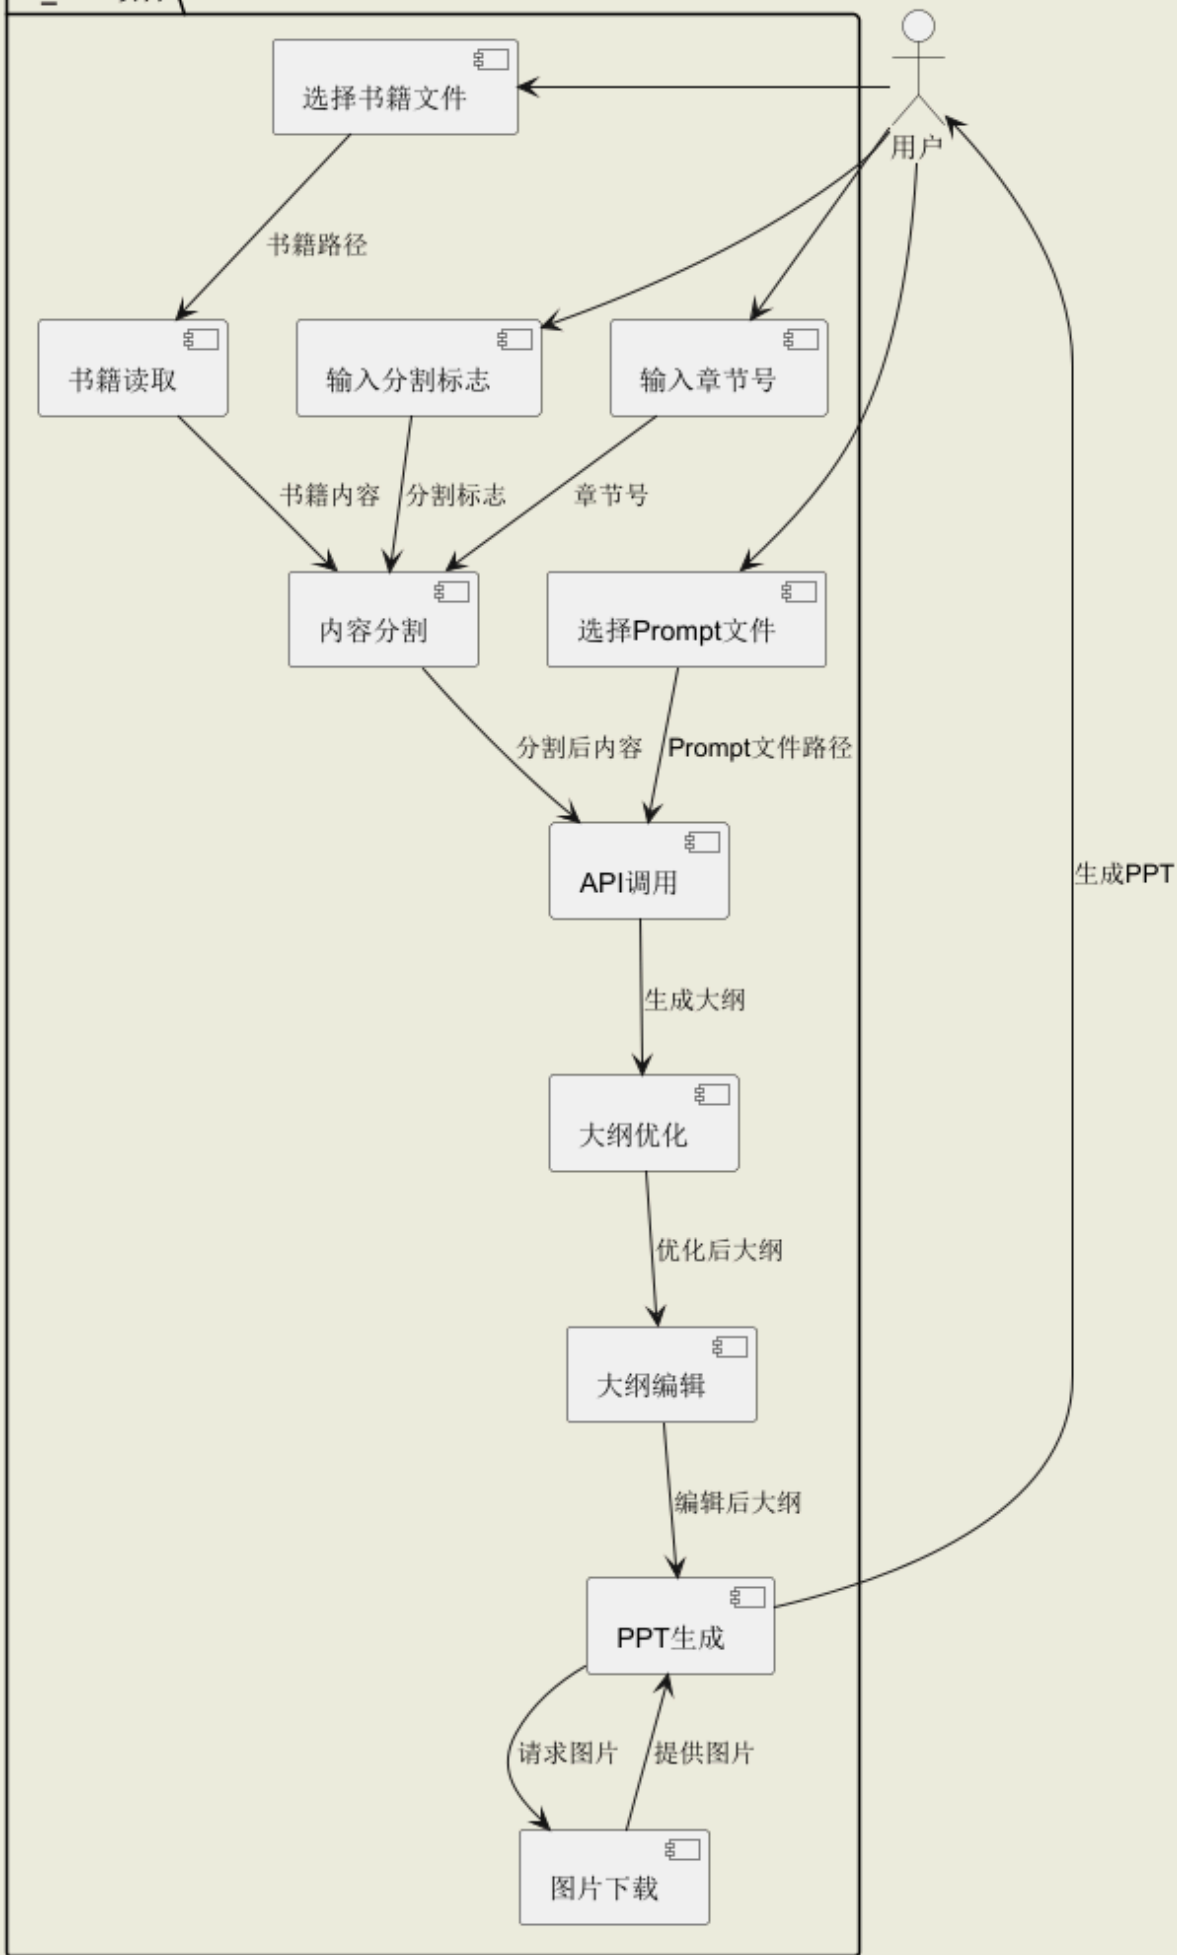 选择书籍文件
用户
书籍路径
书籍读取
输入分割标志
输入章节号
书籍内容
分割标志
章节号
内容分割
选择Prompt文件
分割后内容
Prompt文件路径
API调用
生成PPT
生成大纲
大纲优化
优化后大纲
大纲编辑
编辑后大纲
PPT生成
请求图片
提供图片
图片下载